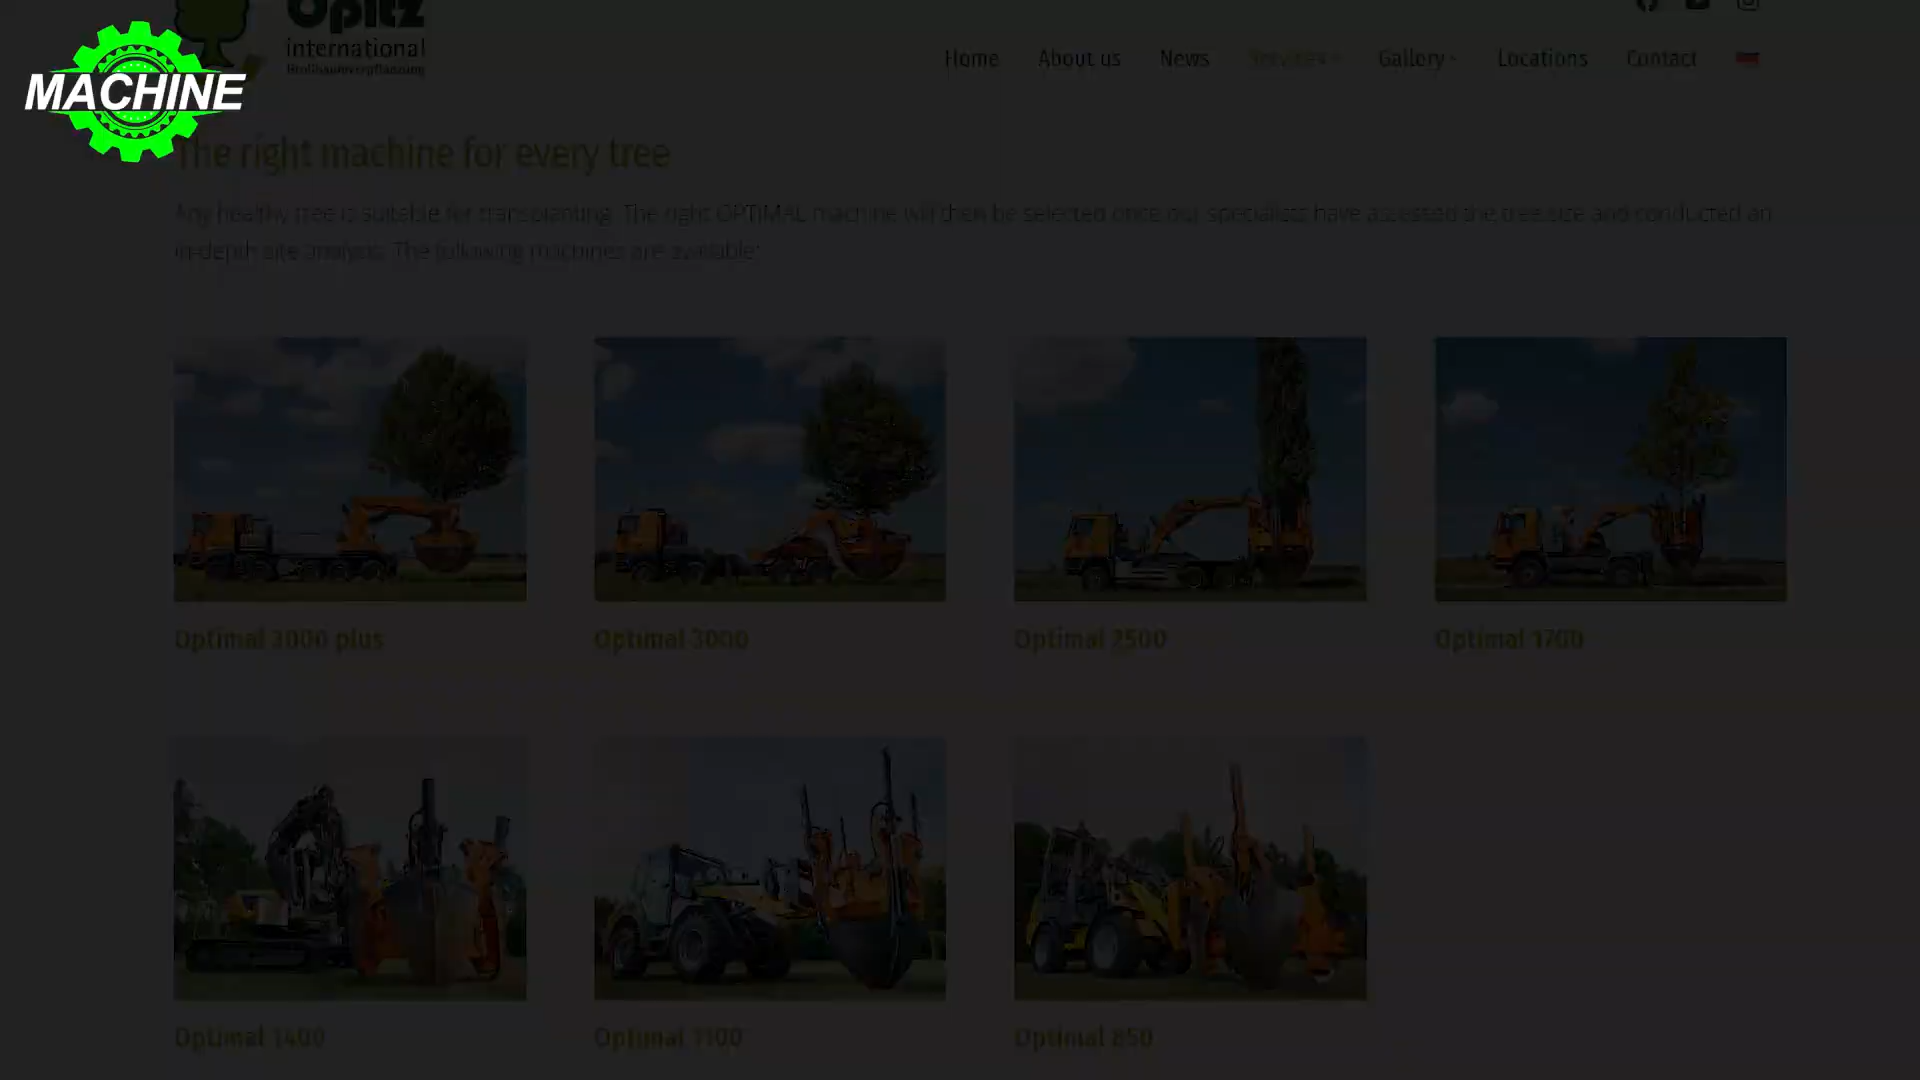 Opitz
international
Großbaumverpflanzung
MACHINE
Home About us News Services Gallery Locations Contact
The right machine for every tree
Any healthy tree is suitable for transplanting. The right OPTIMAL machine will then be selected once our specialists have assessed the tree size and conducted an
in-depth site analysis. The following machines are available:
Optimal 3000 plus Optimal 3000 Optimal 2500 Optimal 1700
Optimal 1400 Optimal 1100 Optimal 850